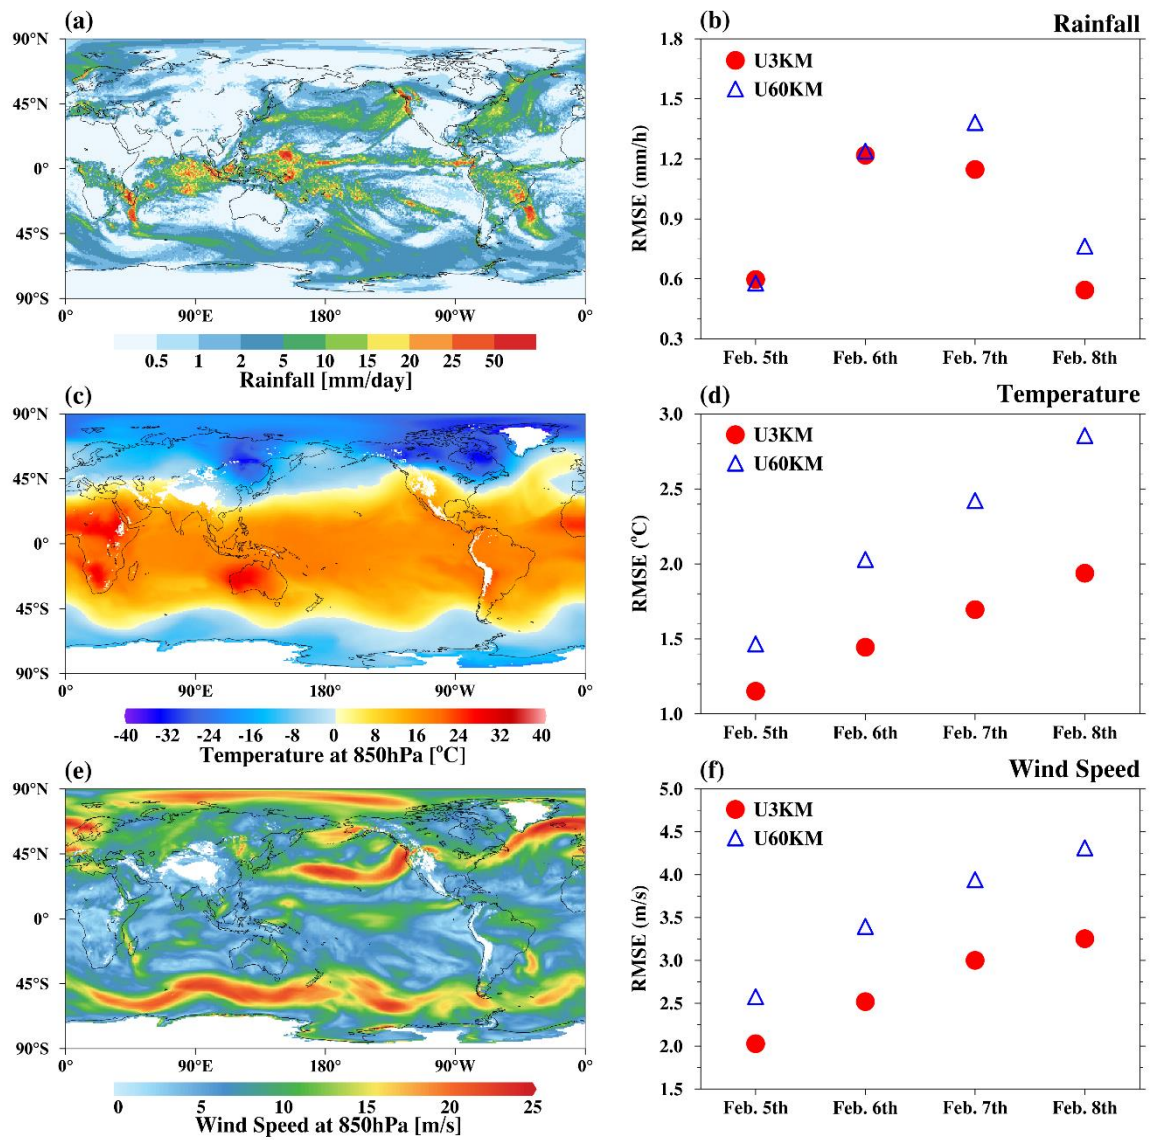 (a)
90°N
45°N
0°
45°S
90°S
0°
90°E
180°
90°W
0°
0.5
1
2
5
10
15
20
25
50
Rainfall [mm/day]
(b)
Rainfall
U3KM
U60KM
RMSE (mm/h)
1.8
1.5
1.2
0.9
0.6
0.3
Feb. 5th
Feb. 6th
Feb. 7th
Feb. 8th
(c)
90°N
45°N
0°
45°S
90°S
0°
90°E
180°
90°W
0°
-40
-32
-24
-16
-8
0
8
16
24
32
40
Temperature at 850hPa [°C]
(d)
Temperature
U3KM
U60KM
RMSE (°C)
3.0
2.5
2.0
1.5
1.0
Feb. 5th
Feb. 6th
Feb. 7th
Feb. 8th
(e)
90°N
45°N
0°
45°S
90°S
0°
90°E
180°
90°W
0°
0
5
10
15
20
25
Wind Speed at 850hPa [m/s]
(f)
Wind Speed
U3KM
U60KM
RMSE (m/s)
5.0
4.5
4.0
3.5
3.0
2.5
2.0
1.5
Feb. 5th
Feb. 6th
Feb. 7th
Feb. 8th